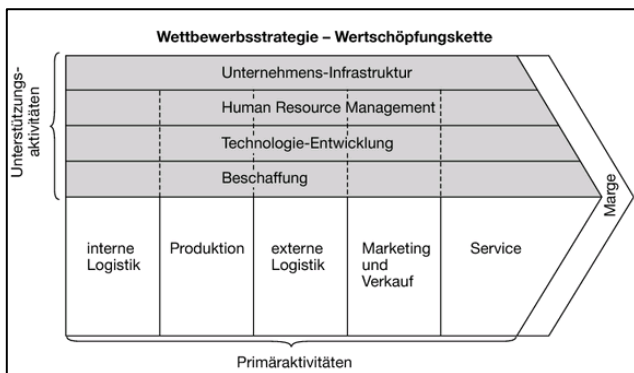 Wettbewerbsstrategie – Wertschöpfungskette
Unterstützungs-
aktivitäten
Unternehmens-Infrastruktur
Human Resource Management
Technologie-Entwicklung
Beschaffung
Marge
interne
Logistik
Produktion
externe
Logistik
Marketing
und
Verkauf
Service
Primäraktivitäten